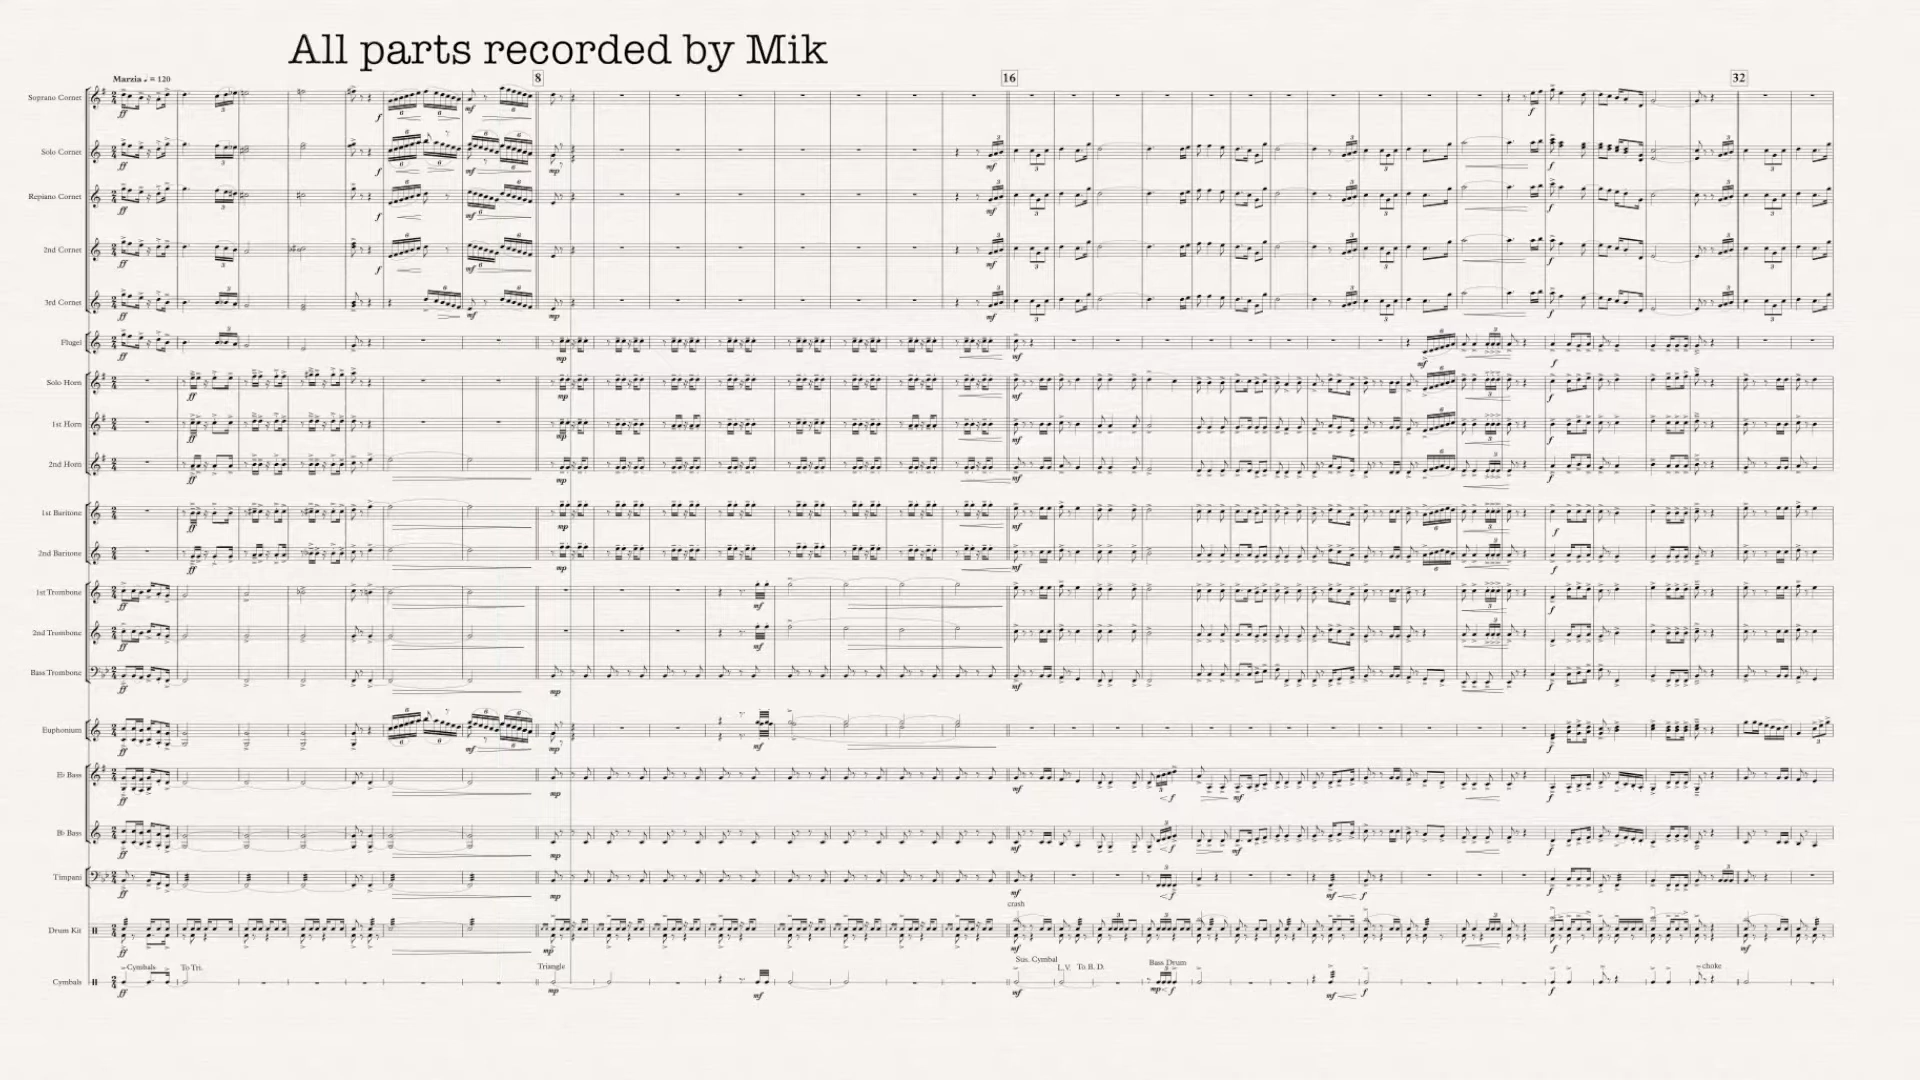 All parts recorded by Mik
Marzia ♩ = 120
8
16
32
Soprano Cornet
Solo Cornet
Repiano Cornet
2nd Cornet
3rd Cornet
Flugel
Solo Horn
1st Horn
2nd Horn
1st Baritone
2nd Baritone
1st Trombone
2nd Trombone
Bass Trombone
Euphonium
E♭ Bass
B♭ Bass
Timpani
crash
Drum Kit
Cymbals
To Tri.
Triangle
Sus. Cymbal
L.V.
To B. D.
Bass Drum
choke
Cymbals